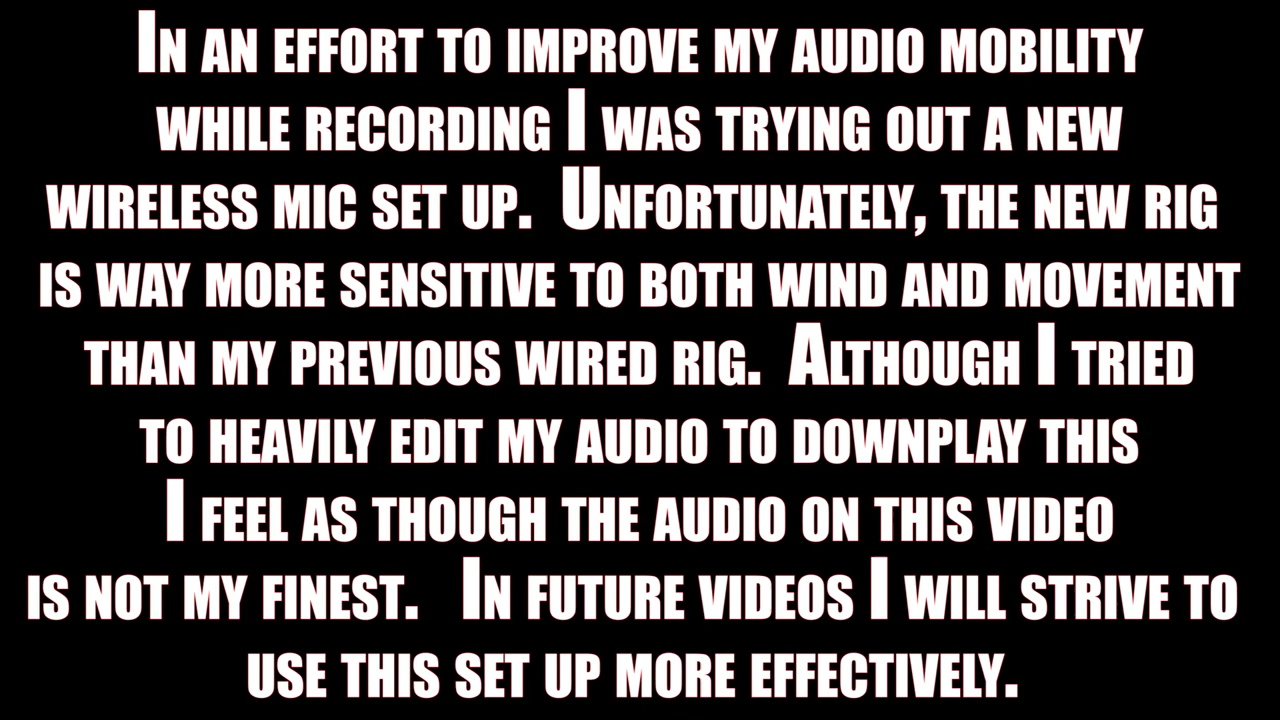 In an effort to improve my audio mobility
while recording I was trying out a new
wireless mic set up.  Unfortunately, the new rig
is way more sensitive to both wind and movement
than my previous wired rig.  Although I tried
to heavily edit my audio to downplay this
I feel as though the audio on this video
is not my finest.   In future videos I will strive to
use this set up more effectively.